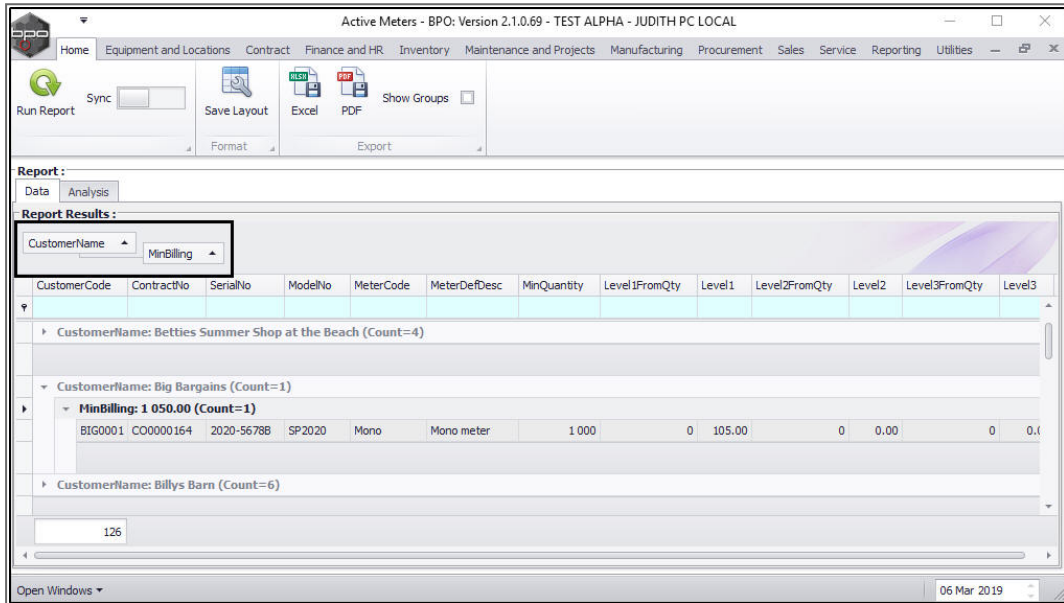 Active Meters - BPO: Version 2.1.0.69 - TEST ALPHA - JUDITH PC LOCAL
bpo
Home Equipment and Locations Contract Finance and HR Inventory Maintenance and Projects Manufacturing Procurement Sales Service Reporting Utilities
XLSX PDF
Sync Show Groups
Run Report Save Layout Excel PDF
Format Export
Report :
Data Analysis
Report Results :
CustomerName MinBilling
CustomerCode ContractNo SerialNo ModelNo MeterCode MeterDefDesc MinQuantity Level1FromQty Level1 Level2FromQty Level2 Level3FromQty Level3
CustomerName: Betties Summer Shop at the Beach (Count=4)
CustomerName: Big Bargains (Count=1)
MinBilling: 1 050.00 (Count=1)
BIG0001 CO0000164 2020-5678B SP2020 Mono Mono meter 1 000 0 105.00 0 0.00 0 0.0
CustomerName: Billys Barn (Count=6)
126
Open Windows 06 Mar 2019